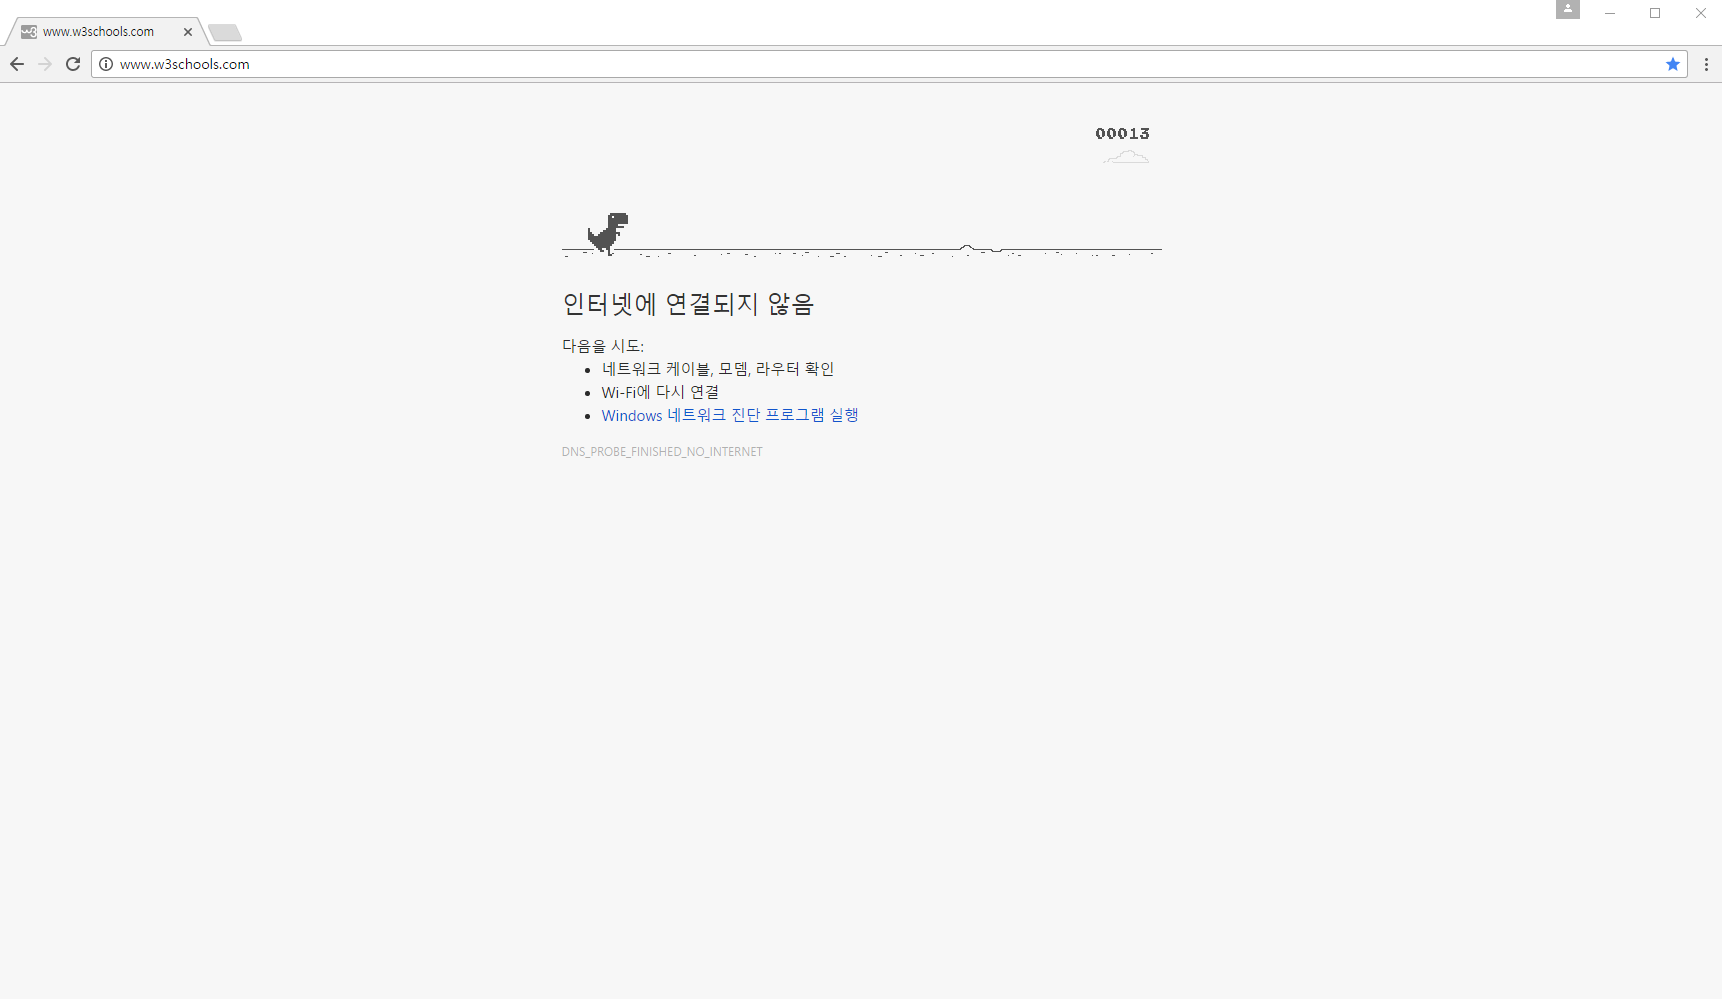 www.w3schools.com
www.w3schools.com
00013
인터넷에 연결되지 않음
다음을 시도:
네트워크 케이블, 모뎀, 라우터 확인
Wi-Fi에 다시 연결
Windows 네트워크 진단 프로그램 실행
DNS_PROBE_FINISHED_NO_INTERNET